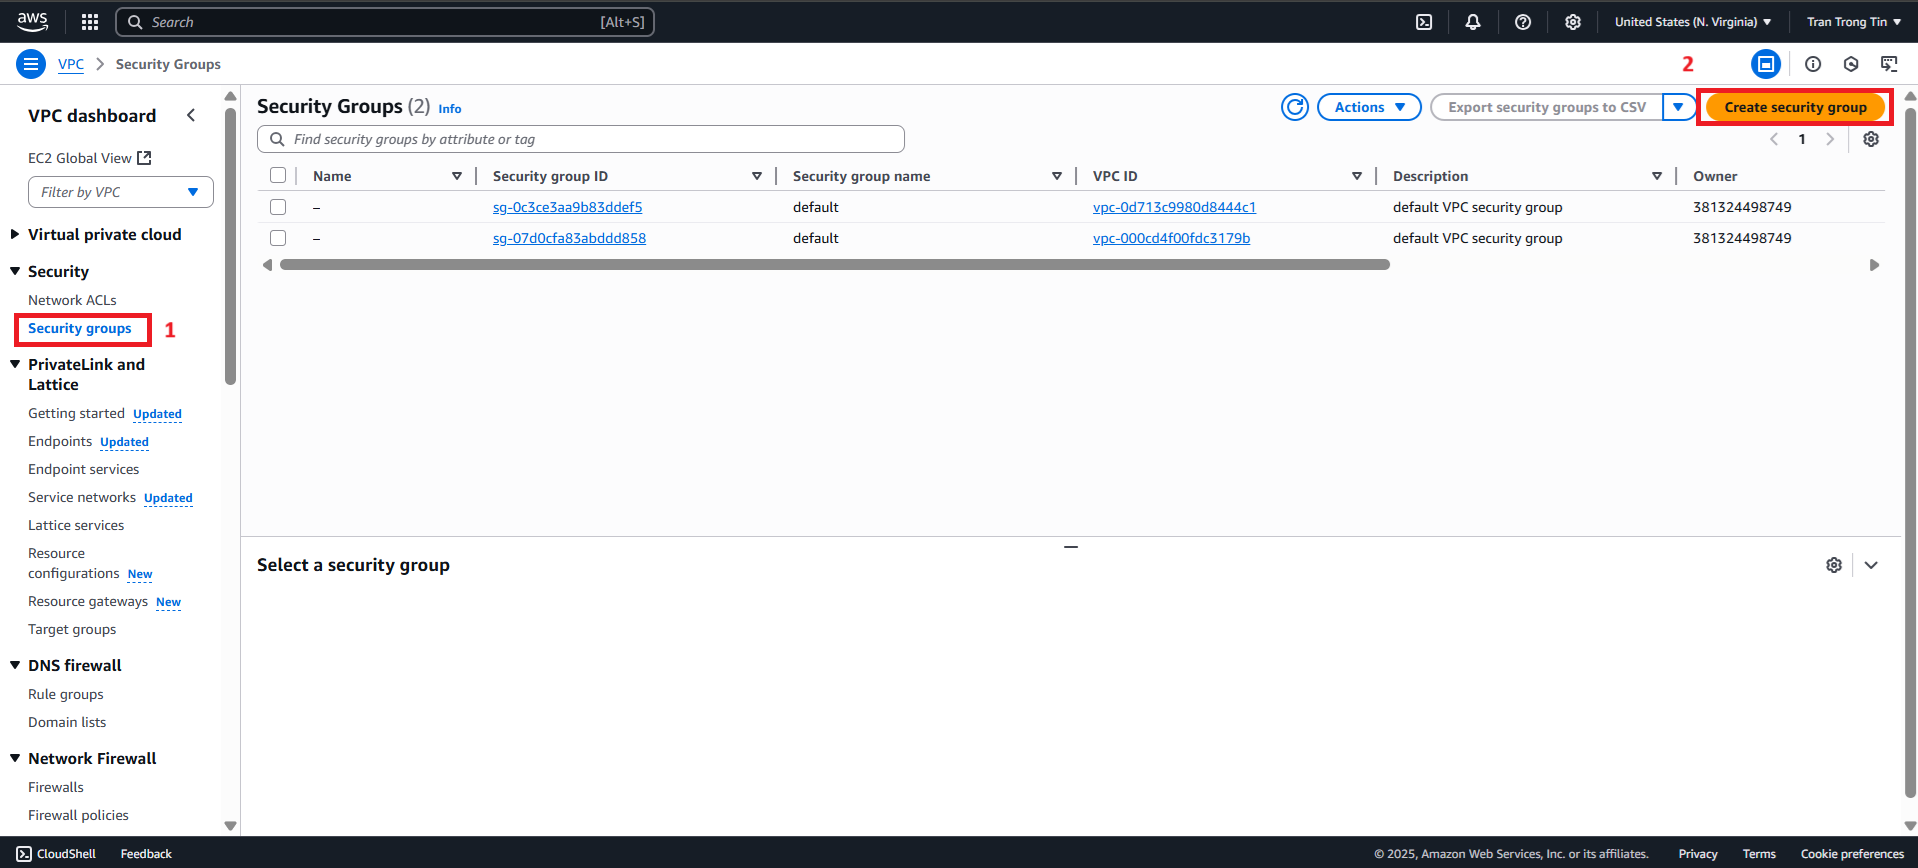 aws
Search [Alt+S]
United States (N. Virginia)
Tran Trong Tin
VPC
Security Groups
2
VPC dashboard
EC2 Global View
Filter by VPC
Virtual private cloud
Security
Network ACLs
Security groups
1
PrivateLink and
Lattice
Getting started Updated
Endpoints Updated
Endpoint services
Service networks Updated
Lattice services
Resource
configurations New
Resource gateways New
Target groups
DNS firewall
Rule groups
Domain lists
Network Firewall
Firewalls
Firewall policies
Security Groups (2) Info
Actions
Export security groups to CSV
Create security group
Find security groups by attribute or tag
1
Name Security group ID Security group name VPC ID Description Owner
– sg-0c3ce3aa9b83ddef5 default vpc-0d713c9980d8444c1 default VPC security group 381324498749
– sg-07d0cfa83abddd858 default vpc-000cd4f00fdc3179b default VPC security group 381324498749
Select a security group
CloudShell
Feedback
© 2025, Amazon Web Services, Inc. or its affiliates.
Privacy
Terms
Cookie preferences